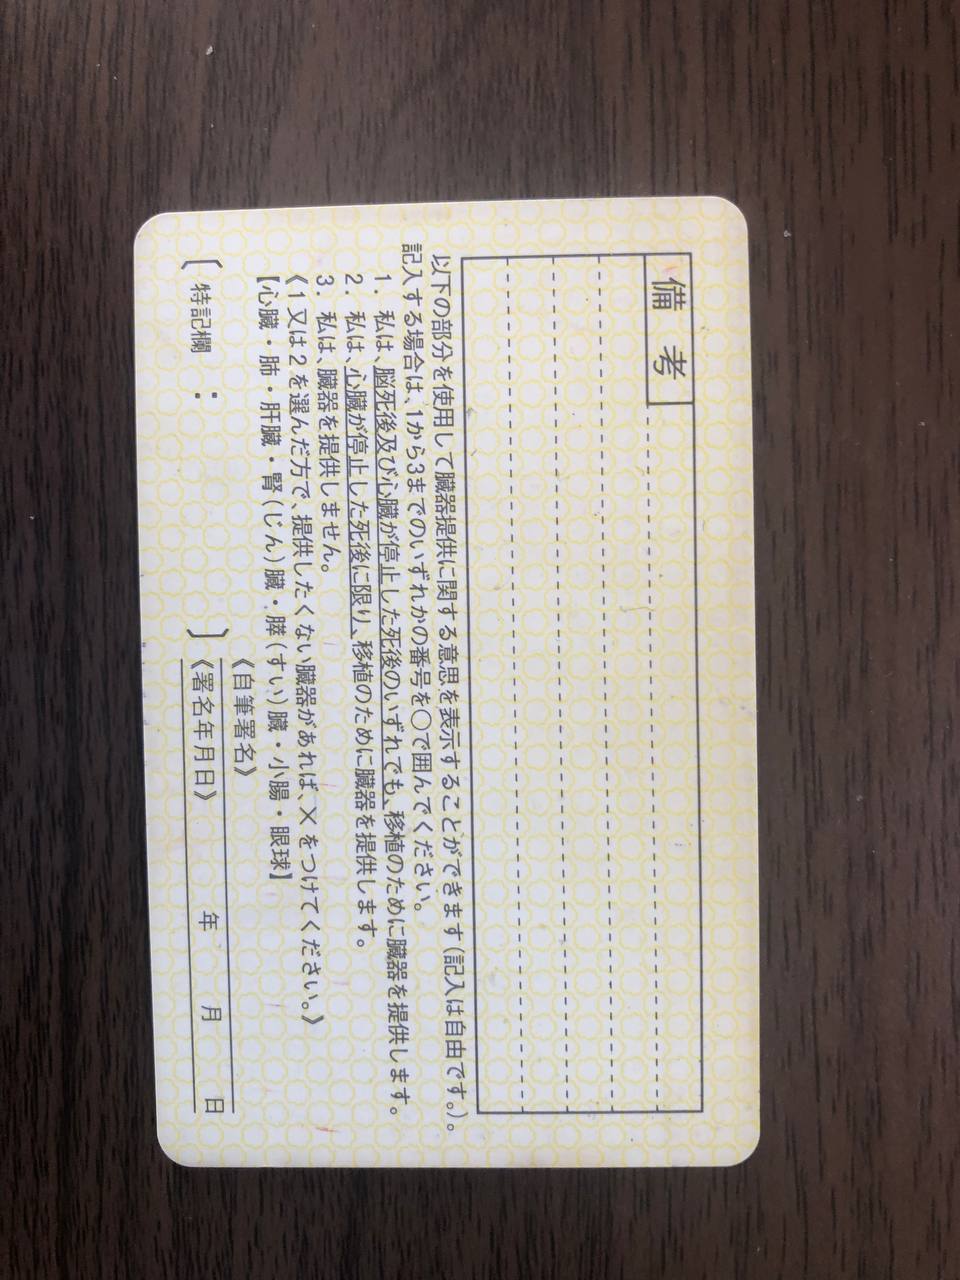 備考
以下の部分を使用して臓器提供に関する意思を表示することができます(記入は自由です。)。
記入する場合は、1から3までのいずれかの番号を〇で囲んでください。
1. 私は、脳死後及び心臓が停止した死後のいずれでも、移植のために臓器を提供します。
2. 私は、心臓が停止した死後に限り、移植のために臓器を提供します。
3. 私は、臓器を提供しません。
《1又は2を選んだ方で、提供したくない臓器があれば、×をつけてください。》
【心臓・肺・肝臓・腎(じん)臓・膵(すい)臓・小腸・眼球】
《自筆署名》
〔特記欄：　　〕《署名年月日》　　年　　月　　日